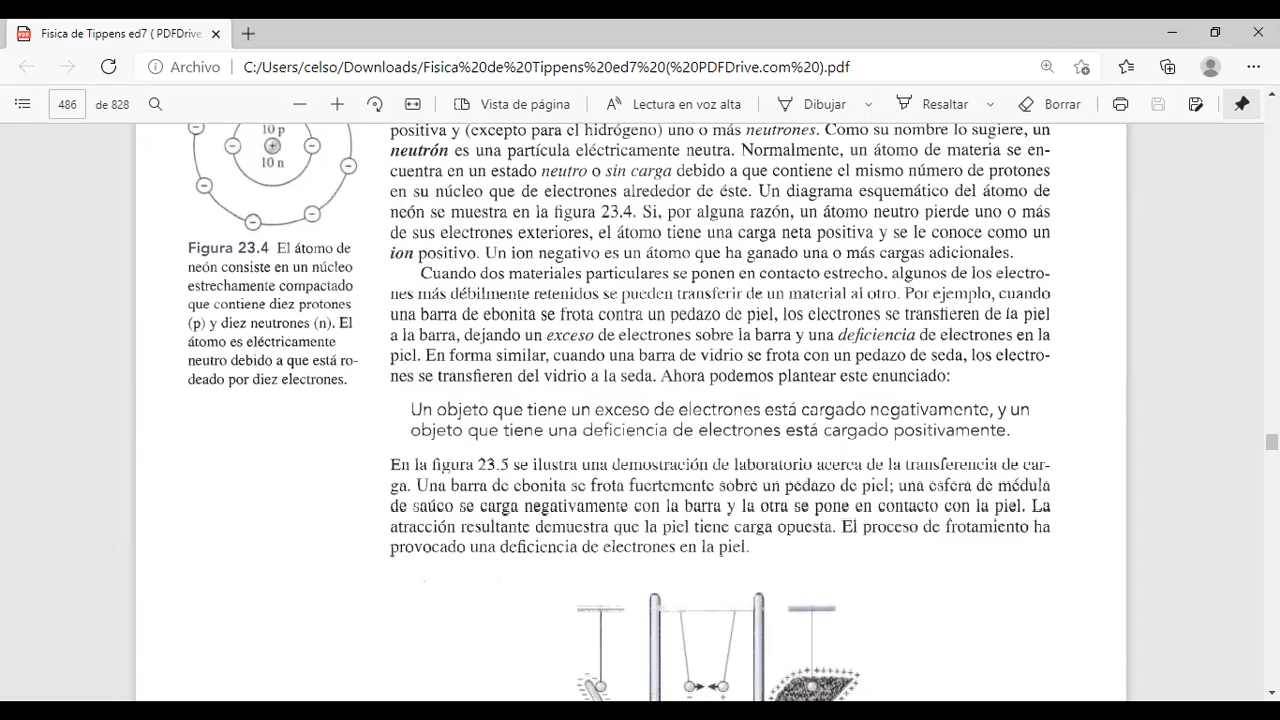 Fisica de Tippens ed7 ( PDFDrive
Archivo C:/Users/celso/Downloads/Fisica%20de%20Tippens%20ed7%20(%20PDFDrive.com%20).pdf
486 de 828 Vista de página Lectura en voz alta Dibujar Resaltar Borrar
10 p
10 n
Figura 23.4 El átomo de
neón consiste en un núcleo
estrechamente compactado
que contiene diez protones
(p) y diez neutrones (n). El
átomo es eléctricamente
neutro debido a que está ro-
deado por diez electrones.
positiva y (excepto para el hidrógeno) uno o más neutrones. Como su nombre lo sugiere, un
neutrón es una partícula eléctricamente neutra. Normalmente, un átomo de materia se en-
cuentra en un estado neutro o sin carga debido a que contiene el mismo número de protones
en su núcleo que de electrones alrededor de éste. Un diagrama esquemático del átomo de
neón se muestra en la figura 23.4. Si, por alguna razón, un átomo neutro pierde uno o más
de sus electrones exteriores, el átomo tiene una carga neta positiva y se le conoce como un
ion positivo. Un ion negativo es un átomo que ha ganado una o más cargas adicionales.
Cuando dos materiales particulares se ponen en contacto estrecho, algunos de los electro-
nes más débilmente retenidos se pueden transferir de un material al otro. Por ejemplo, cuando
una barra de ebonita se frota contra un pedazo de piel, los electrones se transfieren de la piel
a la barra, dejando un exceso de electrones sobre la barra y una deficiencia de electrones en la
piel. En forma similar, cuando una barra de vidrio se frota con un pedazo de seda, los electro-
nes se transfieren del vidrio a la seda. Ahora podemos plantear este enunciado:
Un objeto que tiene un exceso de electrones está cargado negativamente, y un
objeto que tiene una deficiencia de electrones está cargado positivamente.
En la figura 23.5 se ilustra una demostración de laboratorio acerca de la transferencia de car-
ga. Una barra de ebonita se frota fuertemente sobre un pedazo de piel; una esfera de médula
de saúco se carga negativamente con la barra y la otra se pone en contacto con la piel. La
atracción resultante demuestra que la piel tiene carga opuesta. El proceso de frotamiento ha
provocado una deficiencia de electrones en la piel.